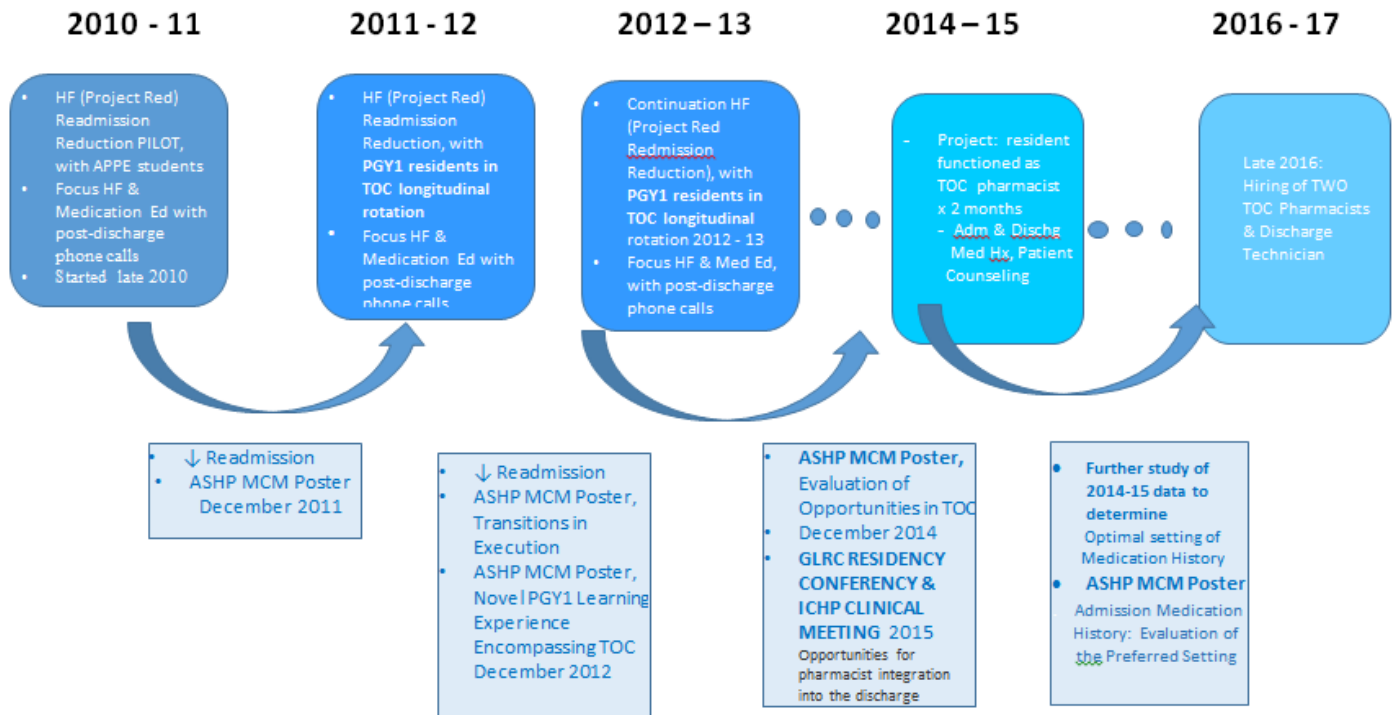 2010 - 11
2011 - 12
2012 – 13
2014 – 15
2016 - 17
• HF (Project Red)
Readmission
Reduction PILOT,
with APPE students
• Focus HF &
Medication Ed with
post-discharge
phone calls
• Started late 2010
• HF (Project Red)
Readmission
Reduction, with
PGY1 residents in
TOC longitudinal
rotation
• Focus HF &
Medication Ed with
post-discharge
phone calls
• Continuation HF
(Project Red
Redmission
Reduction), with
PGY1 residents in
TOC longitudinal
rotation 2012 - 13
• Focus HF & Med Ed,
with post-discharge
phone calls
- Project: resident
functioned as
TOC pharmacist
x 2 months
- Adm & Dischg
Med Hx, Patient
Counseling
Late 2016:
Hiring of TWO
TOC Pharmacists
& Discharge
Technician
• ↓ Readmission
• ASHP MCM Poster
December 2011
• ↓ Readmission
• ASHP MCM Poster,
Transitions in
Execution
• ASHP MCM Poster,
Novel PGY1 Learning
Experience
Encompassing TOC
December 2012
• ASHP MCM Poster,
Evaluation of
Opportunities in TOC
• December 2014
• GLRC RESIDENCY
CONFERENCY &
ICHP CLINICAL
MEETING 2015
Opportunities for
pharmacist integration
into the discharge
• Further study of
2014-15 data to
determine
Optimal setting of
Medication History
• ASHP MCM Poster
Admission Medication
History: Evaluation of
the Preferred Setting